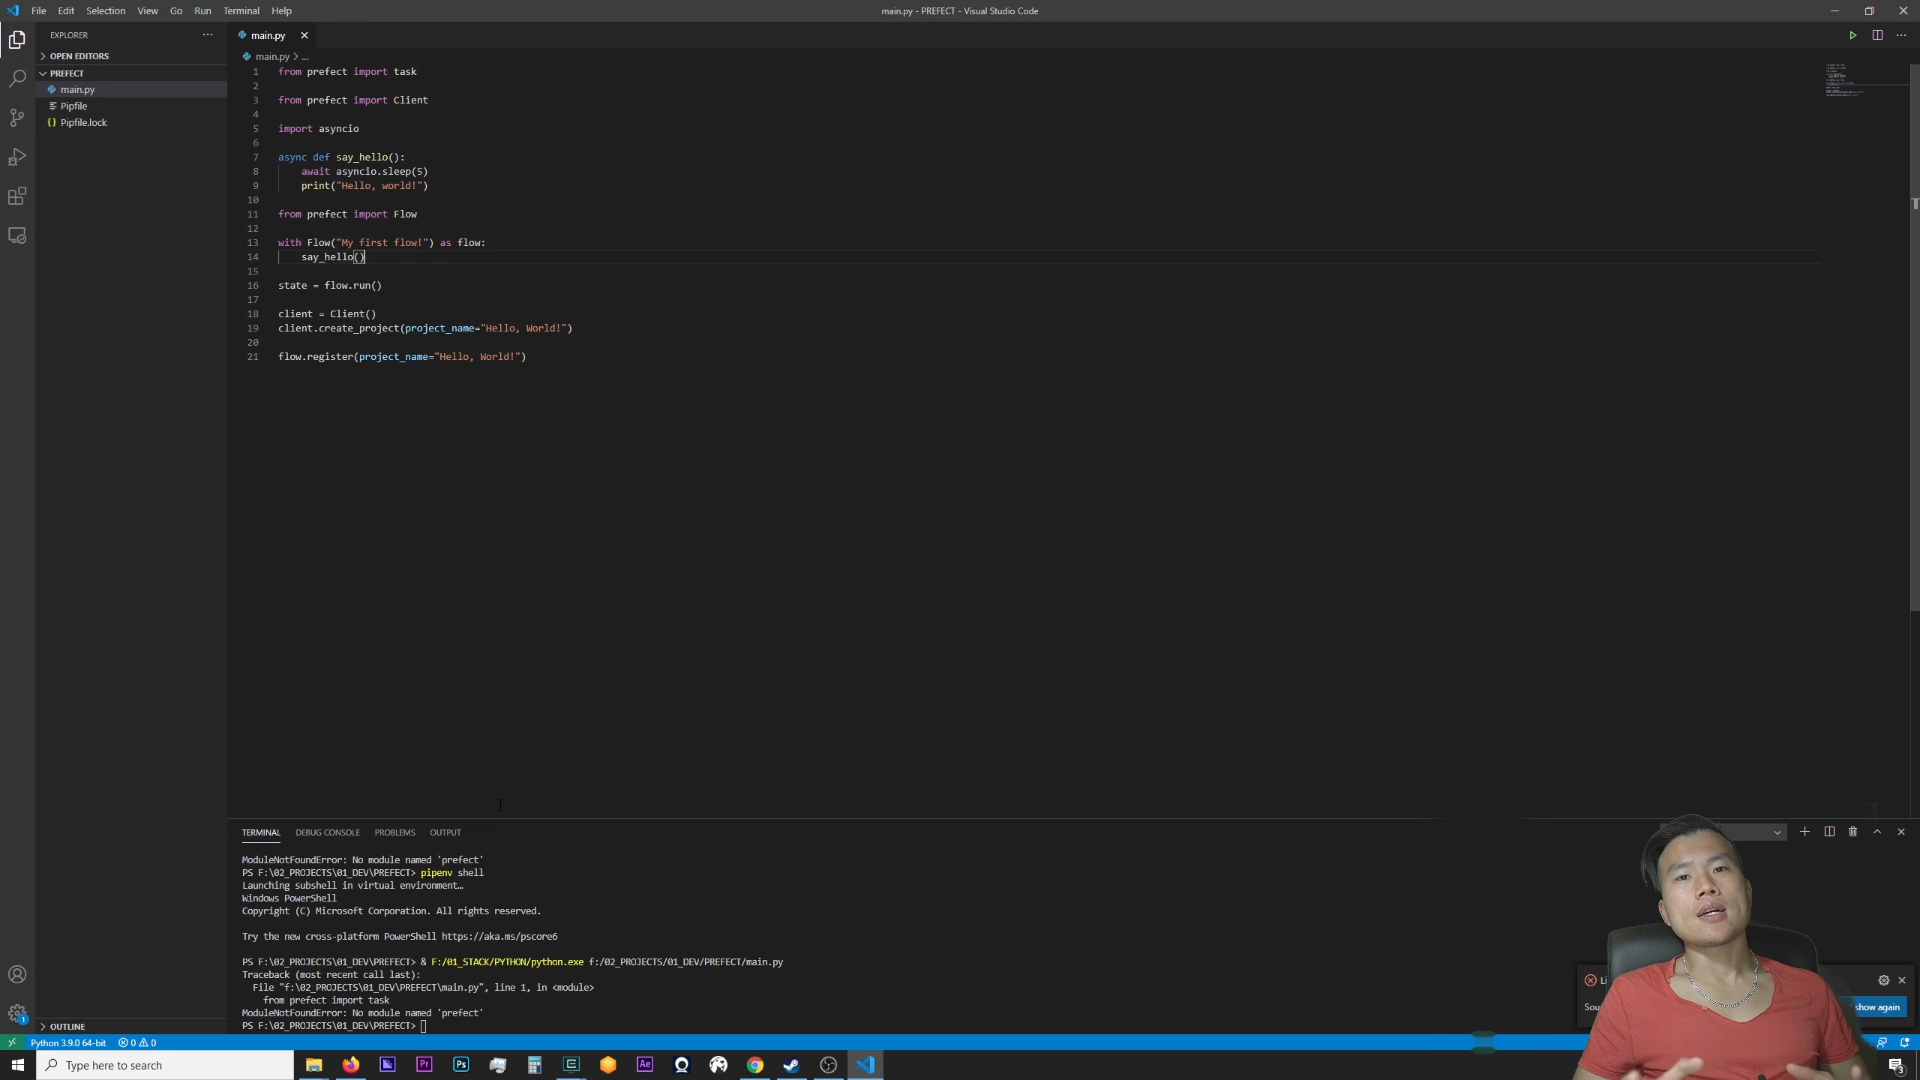 File Edit Selection View Go Run Terminal Help
main.py - PREFECT - Visual Studio Code
EXPLORER
OPEN EDITORS
PREFECT
main.py
Pipfile
Pipfile.lock
OUTLINE
main.py
main.py > ...
1 from prefect import task
2
3 from prefect import Client
4
5 import asyncio
6
7 async def say_hello():
8 await asyncio.sleep(5)
9 print("Hello, world!")
10
11 from prefect import Flow
12
13 with Flow("My first flow!") as flow:
14 say_hello()
15
16 state = flow.run()
17
18 client = Client()
19 client.create_project(project_name="Hello, World!")
20
21 flow.register(project_name="Hello, World!")
TERMINAL DEBUG CONSOLE PROBLEMS OUTPUT
ModuleNotFoundError: No module named 'prefect'
PS F:\02_PROJECTS\01_DEV\PREFECT> pipenv shell
Launching subshell in virtual environment…
Windows PowerShell
Copyright (C) Microsoft Corporation. All rights reserved.
Try the new cross-platform PowerShell https://aka.ms/pscore6
PS F:\02_PROJECTS\01_DEV\PREFECT> & F:/01_STACK/PYTHON/python.exe f:/02_PROJECTS/01_DEV/PREFECT/main.py
Traceback (most recent call last):
File "f:\02_PROJECTS\01_DEV\PREFECT\main.py", line 1, in <module>
from prefect import task
ModuleNotFoundError: No module named 'prefect'
PS F:\02_PROJECTS\01_DEV\PREFECT>
show again
1
Python 3.9.0 64-bit 0 0
Type here to search
Pr Ps Ae
3